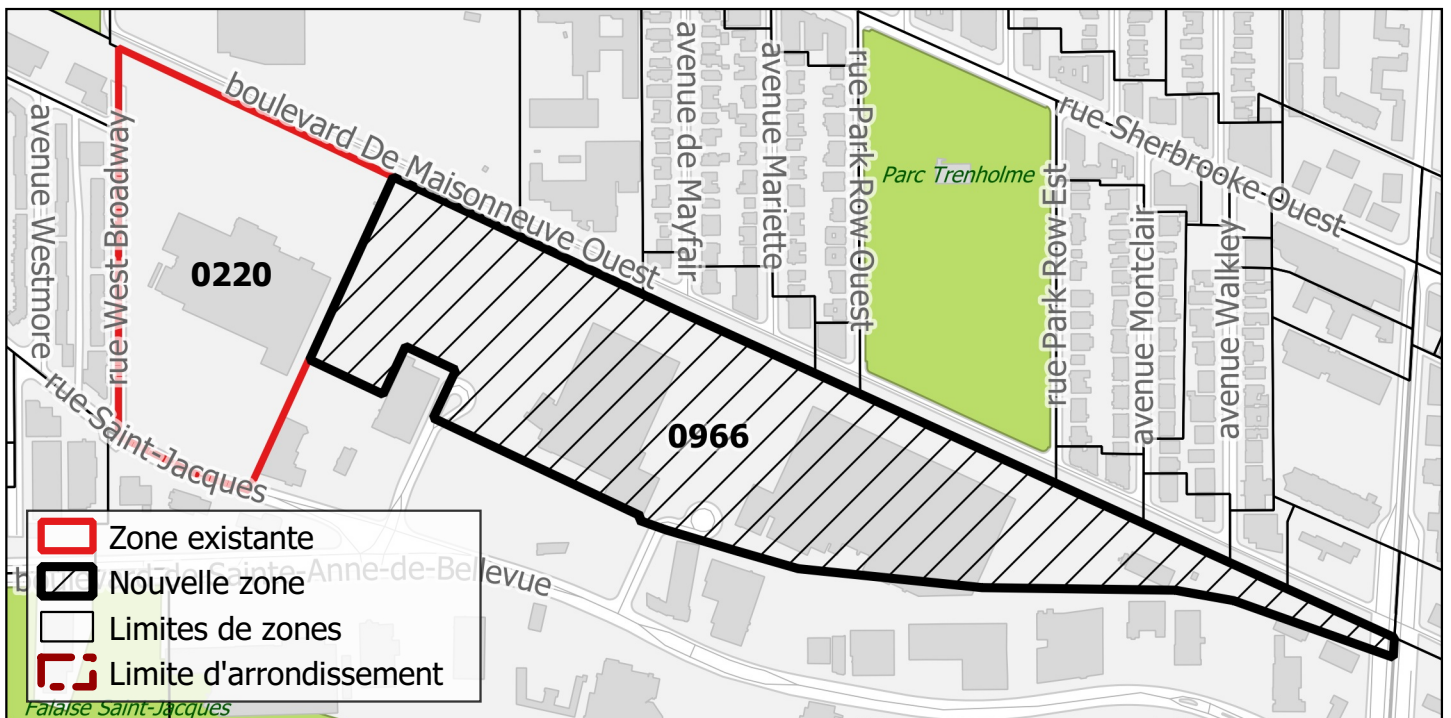 boulevard De Maisonneuve Ouest
avenue de Mayfair
avenue Mariette
rue Park Row Ouest
Parc Trenholme
rue Sherbrooke Ouest
rue Park Row Est
avenue Montclair
avenue Walkley
avenue Westmore
rue West Broadway
0220
0966
rue Saint-Jacques
boulevard de Sainte-Anne-de-Bellevue
Zone existante
Nouvelle zone
Limites de zones
Limite d'arrondissement
Falaise Saint-Jacques